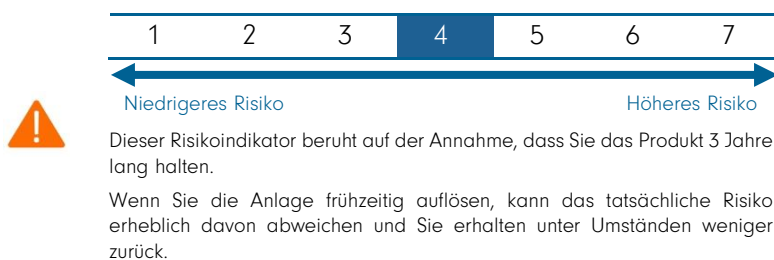 1 2 3 4 5 6 7
Niedrigeres Risiko Höheres Risiko
Dieser Risikoindikator beruht auf der Annahme, dass Sie das Produkt 3 Jahre
lang halten.
Wenn Sie die Anlage frühzeitig auflösen, kann das tatsächliche Risiko
erheblich davon abweichen und Sie erhalten unter Umständen weniger
zurück.